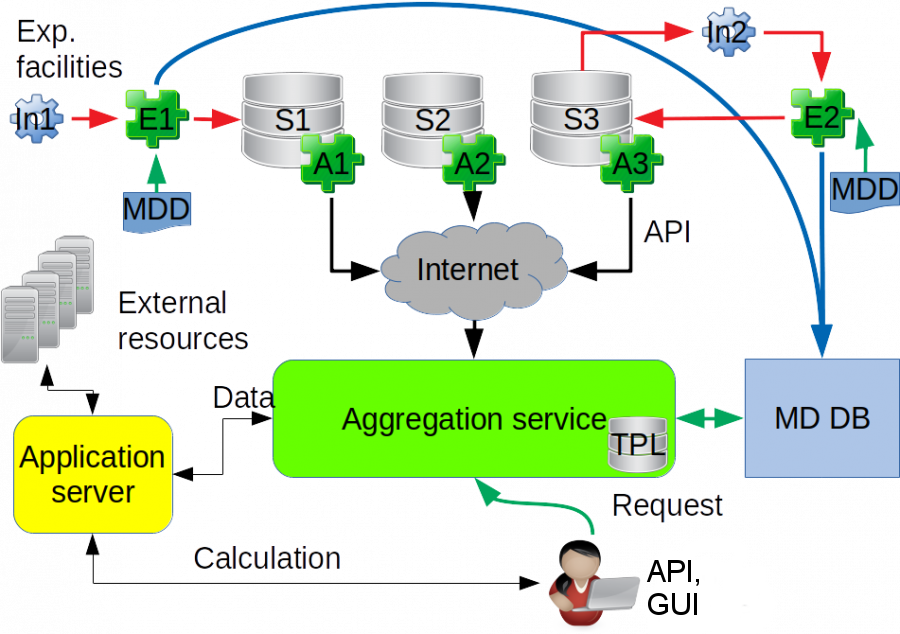 Exp.
facilities
In1
E1
S1
S2
S3
In2
E2
A1
A2
A3
MDD
MDD
API
Internet
External
resources
Data
Aggregation service
TPL
MD DB
Application
server
Request
Calculation
API,
GUI